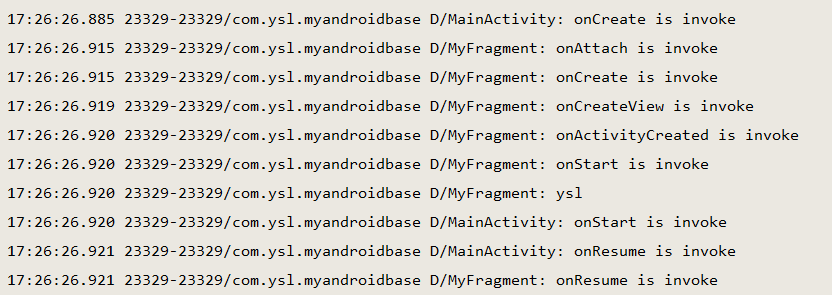 17:26:26.885 23329-23329/com.ysl.myandroidbase D/MainActivity: onCreate is invoke
17:26:26.915 23329-23329/com.ysl.myandroidbase D/MyFragment: onAttach is invoke
17:26:26.915 23329-23329/com.ysl.myandroidbase D/MyFragment: onCreate is invoke
17:26:26.919 23329-23329/com.ysl.myandroidbase D/MyFragment: onCreateView is invoke
17:26:26.920 23329-23329/com.ysl.myandroidbase D/MyFragment: onActivityCreated is invoke
17:26:26.920 23329-23329/com.ysl.myandroidbase D/MyFragment: onStart is invoke
17:26:26.920 23329-23329/com.ysl.myandroidbase D/MyFragment: ysl
17:26:26.920 23329-23329/com.ysl.myandroidbase D/MainActivity: onStart is invoke
17:26:26.921 23329-23329/com.ysl.myandroidbase D/MainActivity: onResume is invoke
17:26:26.921 23329-23329/com.ysl.myandroidbase D/MyFragment: onResume is invoke